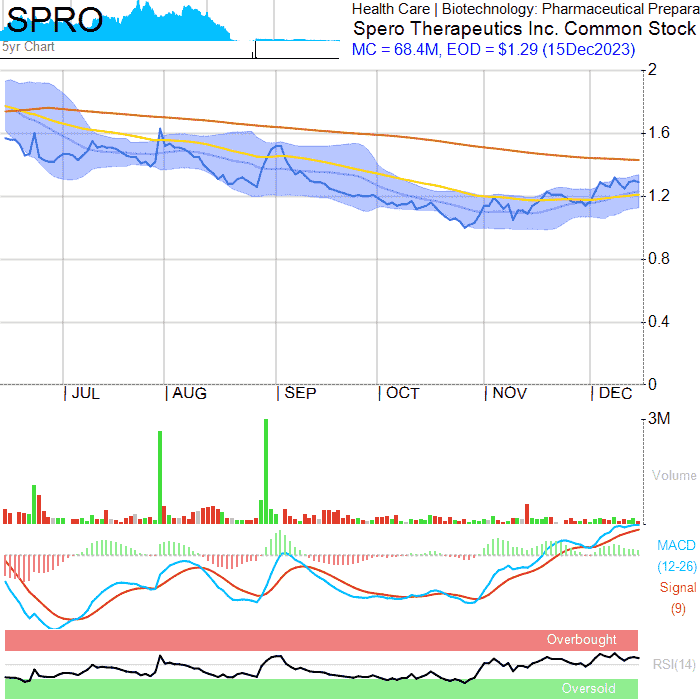 SPRO
5yr Chart
Health Care | Biotechnology: Pharmaceutical Prepara
Spero Therapeutics Inc. Common Stock
MC = 68.4M, EOD = $1.29 (15Dec2023)
2
1.6
1.2
0.8
0.4
0
JUL AUG SEP OCT NOV DEC
3M
Volume
MACD
(12-26)
Signal
(9)
Overbought
RSI(14)
Oversold